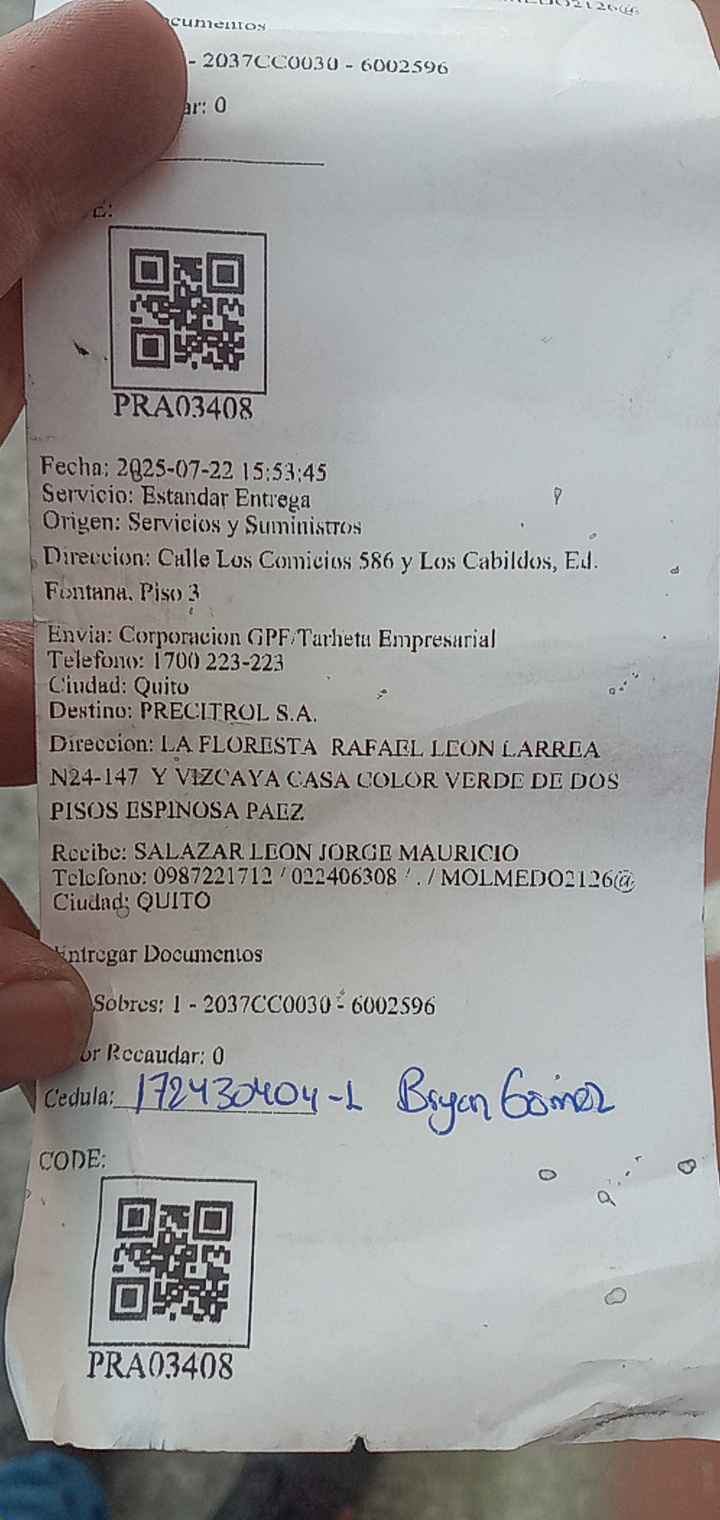 MOLMEDO2126@
cumentos
- 2037CC0030 - 6002596
ar: 0
E:
PRA03408
Fecha: 2025-07-22 15:53:45
Servicio: Estandar Entrega
Origen: Servicios y Suministros
Direccion: Calle Los Comicios 586 y Los Cabildos, Ed.
Fontana, Piso 3
Envia: Corporacion GPF/Tarheta Empresarial
Telefono: 1700 223-223
Ciudad: Quito
Destino: PRECITROL S.A.
Direccion: LA FLORESTA RAFAEL LEON LARREA
N24-147 Y VIZCAYA CASA COLOR VERDE DE DOS
PISOS ESPINOSA PAEZ
Recibe: SALAZAR LEON JORGE MAURICIO
Telefono: 0987221712 / 022406308 / . / MOLMEDO2126@
Ciudad: QUITO
Entregar Documentos
Sobres: 1 - 2037CC0030 - 6002596
or Recaudar: 0
Cedula: 172430404-1 Bryan Gómez
CODE:
PRA03408